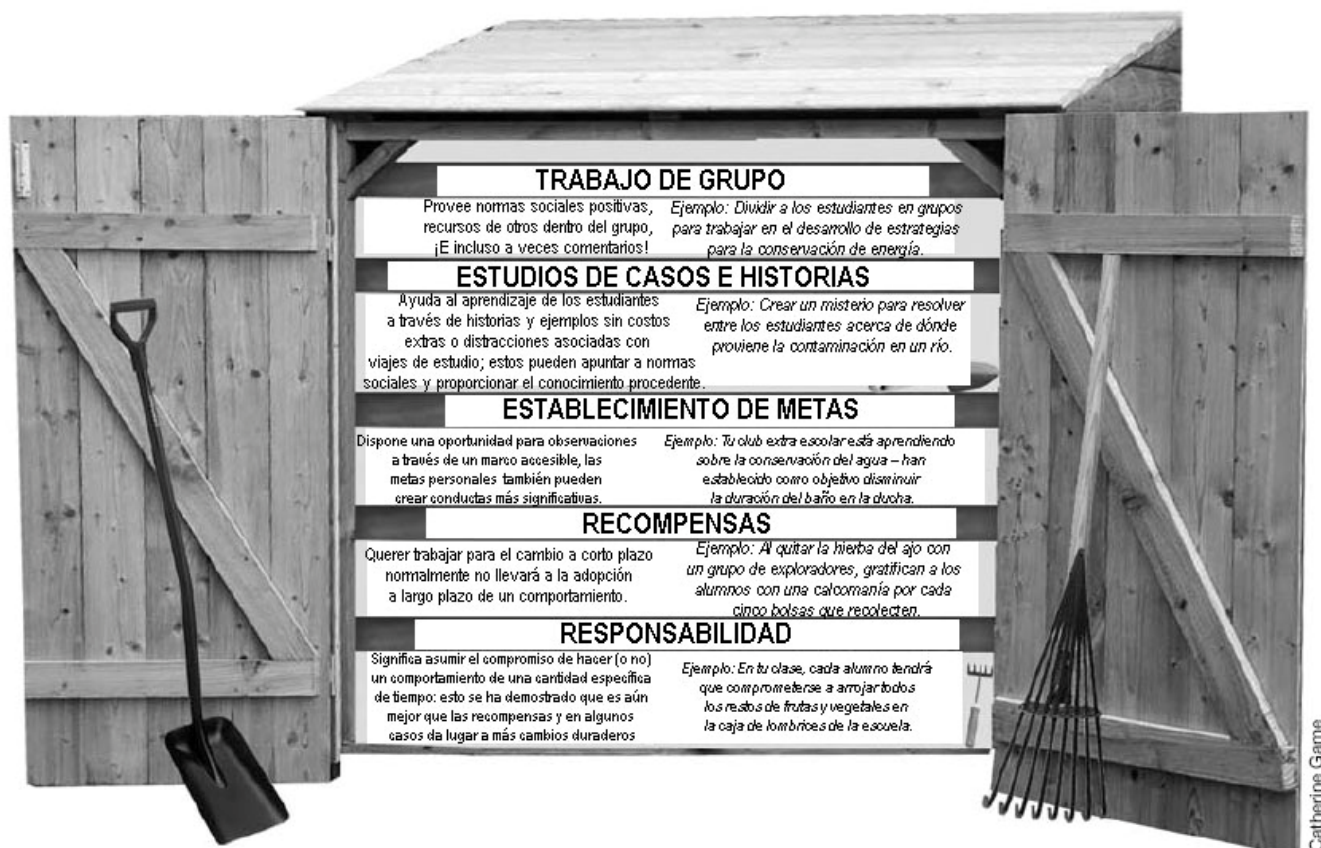 TRABAJO DE GRUPO
Provee normas sociales positivas,
recursos de otros dentro del grupo,
¡E incluso a veces comentarios!
Ejemplo: Dividir a los estudiantes en grupos
para trabajar en el desarrollo de estrategias
para la conservación de energía.
ESTUDIOS DE CASOS E HISTORIAS
Ayuda al aprendizaje de los estudiantes
a través de historias y ejemplos sin costos
extras o distracciones asociadas con
viajes de estudio; estos pueden apuntar a normas
sociales y proporcionar el conocimiento procedente.
Ejemplo: Crear un misterio para resolver
entre los estudiantes acerca de dónde
proviene la contaminación en un río.
ESTABLECIMIENTO DE METAS
Dispone una oportunidad para observaciones
a través de un marco accesible, las
metas personales también pueden
crear conductas más significativas.
Ejemplo: Tu club extra escolar está aprendiendo
sobre la conservación del agua – han
establecido como objetivo disminuir
la duración del baño en la ducha.
RECOMPENSAS
Querer trabajar para el cambio a corto plazo
normalmente no llevará a la adopción
a largo plazo de un comportamiento.
Ejemplo: Al quitar la hierba del ajo con
un grupo de exploradores, gratifican a los
alumnos con una calcomanía por cada
cinco bolsas que recolecten.
RESPONSABILIDAD
Significa asumir el compromiso de hacer (o no)
un comportamiento de una cantidad específica
de tiempo: esto se ha demostrado que es aún
mejor que las recompensas y en algunos
casos da lugar a más cambios duraderos
Ejemplo: En tu clase, cada alumno tendrá
que comprometerse a arrojar todos
los restos de frutas y vegetales en
la caja de lombrices de la escuela.
Catherine Game